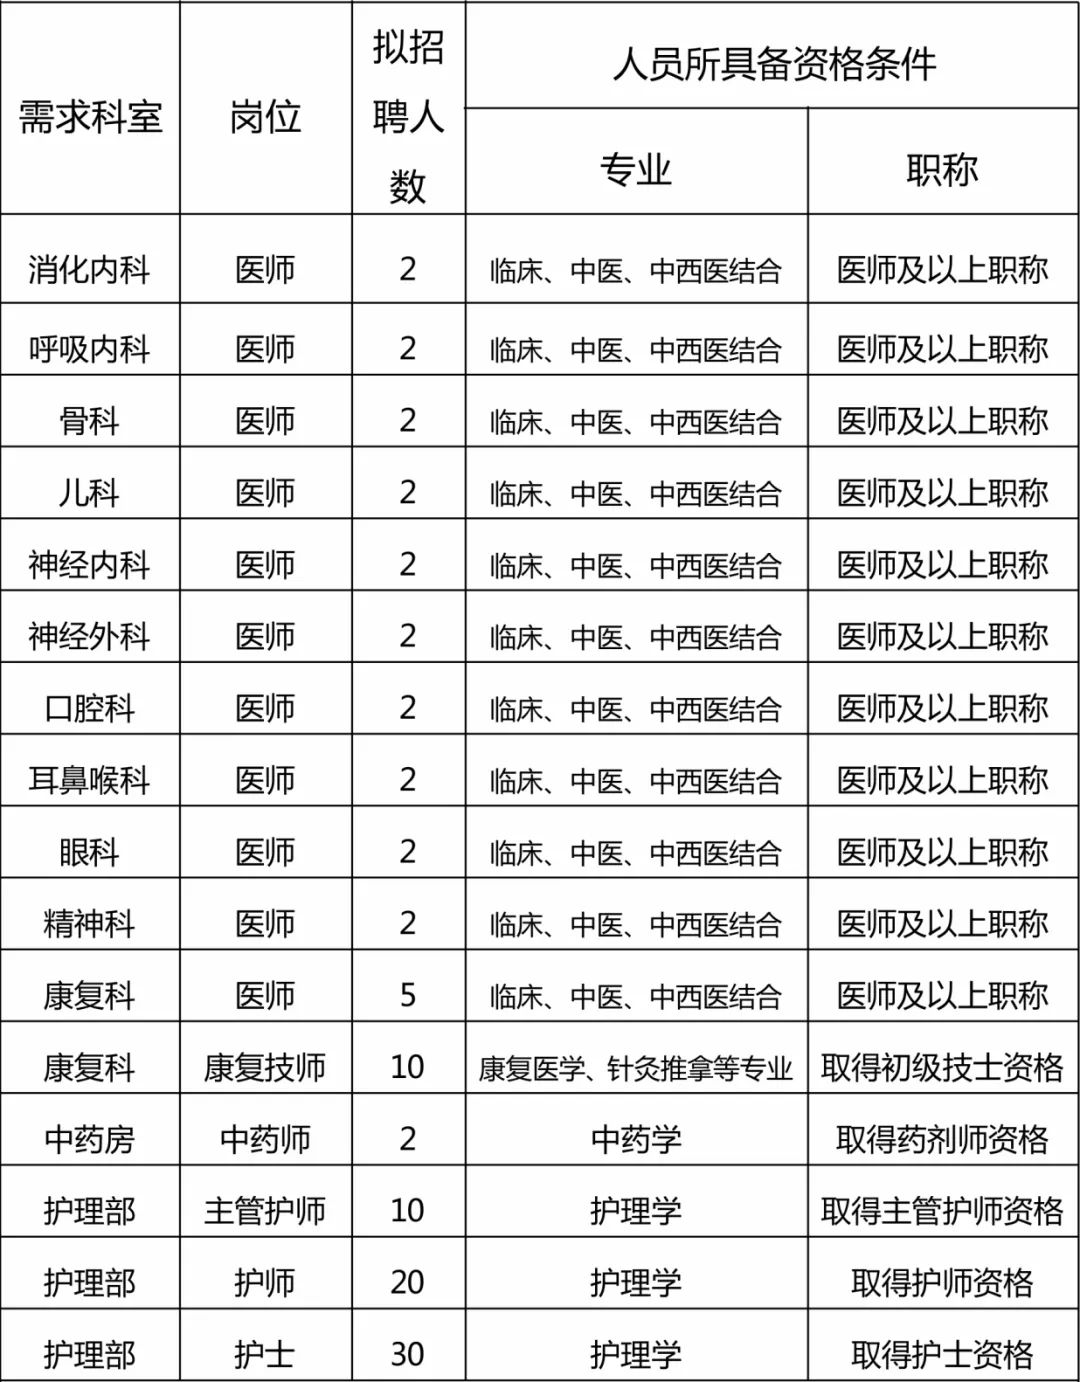 需求科室 岗位 拟招聘人数 人员所具备资格条件
专业 职称
消化内科 医师 2 临床、中医、中西医结合 医师及以上职称
呼吸内科 医师 2 临床、中医、中西医结合 医师及以上职称
骨科 医师 2 临床、中医、中西医结合 医师及以上职称
儿科 医师 2 临床、中医、中西医结合 医师及以上职称
神经内科 医师 2 临床、中医、中西医结合 医师及以上职称
神经外科 医师 2 临床、中医、中西医结合 医师及以上职称
口腔科 医师 2 临床、中医、中西医结合 医师及以上职称
耳鼻喉科 医师 2 临床、中医、中西医结合 医师及以上职称
眼科 医师 2 临床、中医、中西医结合 医师及以上职称
精神科 医师 2 临床、中医、中西医结合 医师及以上职称
康复科 医师 5 临床、中医、中西医结合 医师及以上职称
康复科 康复技师 10 康复医学、针灸推拿等专业 取得初级技士资格
中药房 中药师 2 中药学 取得药剂师资格
护理部 主管护师 10 护理学 取得主管护师资格
护理部 护师 20 护理学 取得护师资格
护理部 护士 30 护理学 取得护士资格